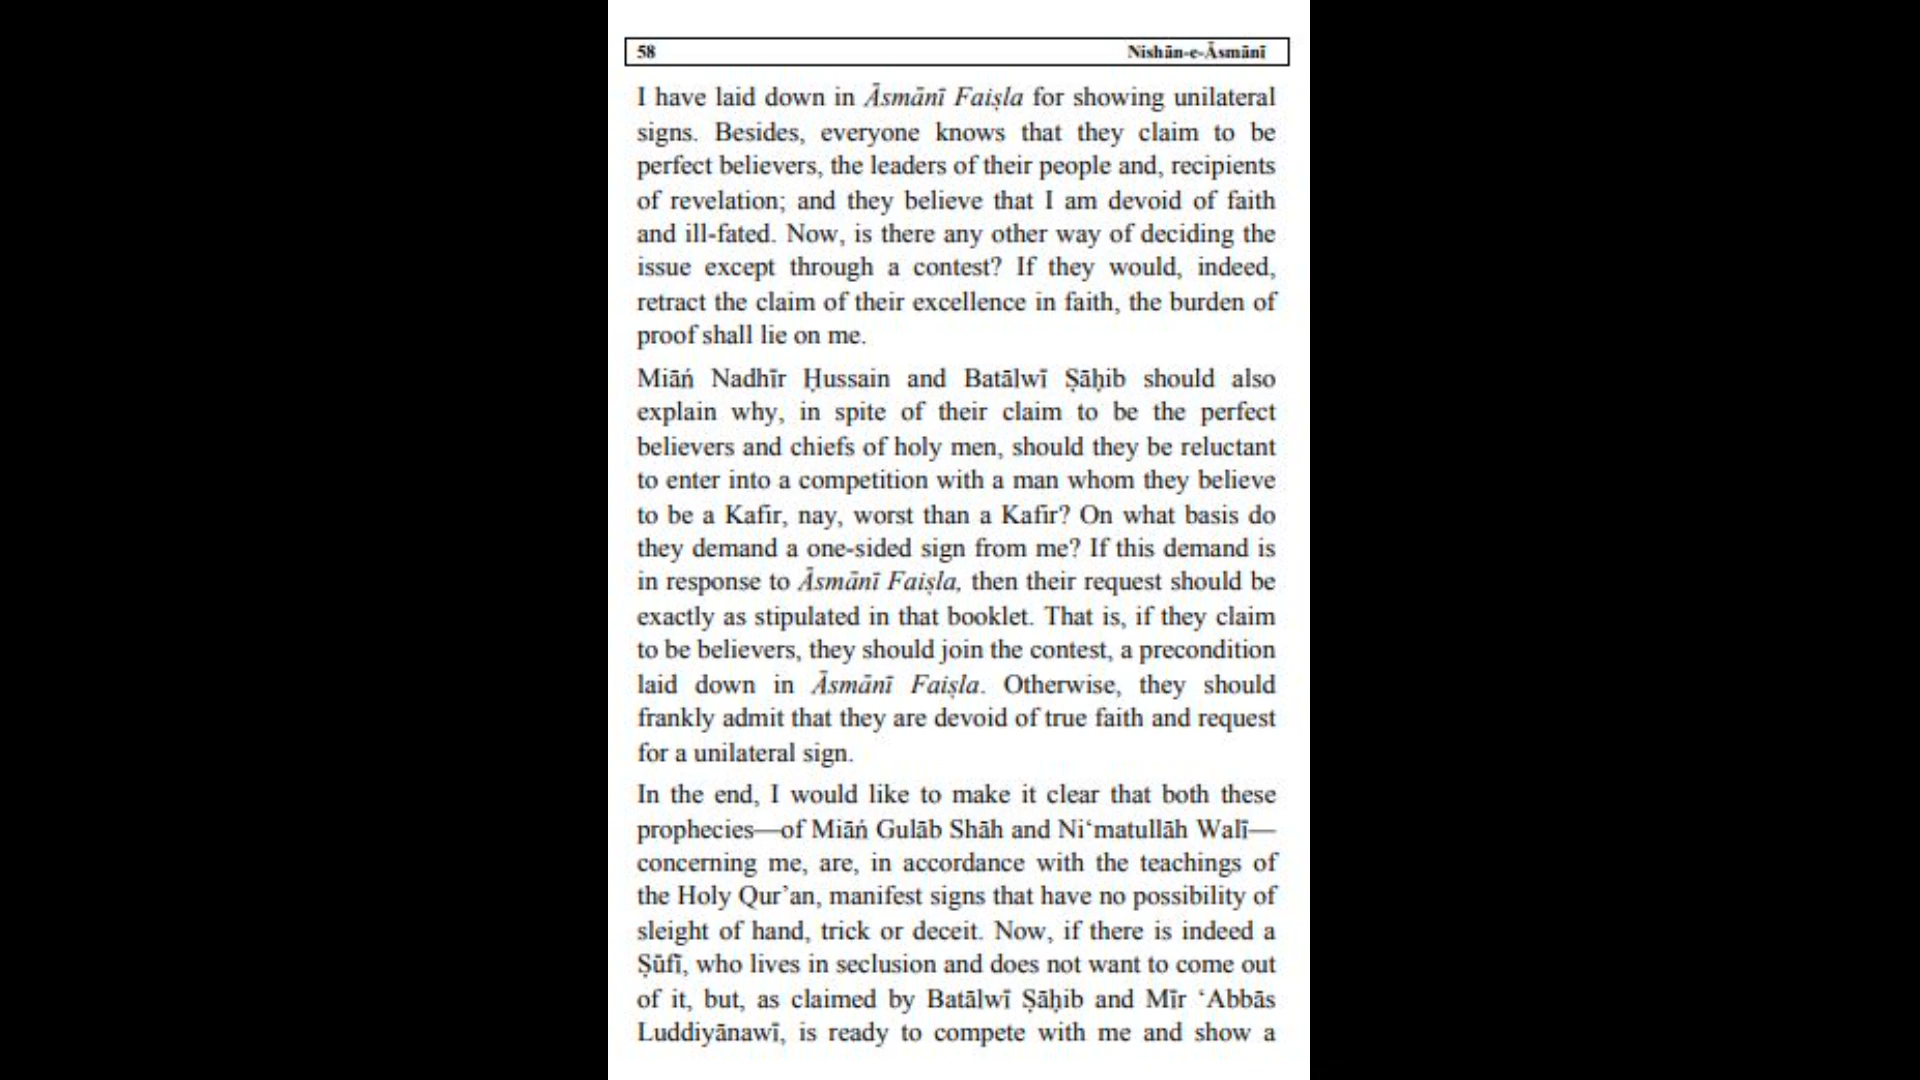 58 Nishān-e-Āsmānī
I have laid down in Āsmānī Faiṣla for showing unilateral
signs. Besides, everyone knows that they claim to be
perfect believers, the leaders of their people and, recipients
of revelation; and they believe that I am devoid of faith
and ill-fated. Now, is there any other way of deciding the
issue except through a contest? If they would, indeed,
retract the claim of their excellence in faith, the burden of
proof shall lie on me.
Miāń Nadhīr Ḥussain and Batālwī Ṣāḥib should also
explain why, in spite of their claim to be the perfect
believers and chiefs of holy men, should they be reluctant
to enter into a competition with a man whom they believe
to be a Kafir, nay, worst than a Kafir? On what basis do
they demand a one-sided sign from me? If this demand is
in response to Āsmānī Faiṣla, then their request should be
exactly as stipulated in that booklet. That is, if they claim
to be believers, they should join the contest, a precondition
laid down in Āsmānī Faiṣla. Otherwise, they should
frankly admit that they are devoid of true faith and request
for a unilateral sign.
In the end, I would like to make it clear that both these
prophecies—of Miāń Gulāb Shāh and Ni‘matullāh Walī—
concerning me, are, in accordance with the teachings of
the Holy Qur’an, manifest signs that have no possibility of
sleight of hand, trick or deceit. Now, if there is indeed a
Ṣūfī, who lives in seclusion and does not want to come out
of it, but, as claimed by Batālwī Ṣāḥib and Mīr ‘Abbās
Luddiyānawī, is ready to compete with me and show a